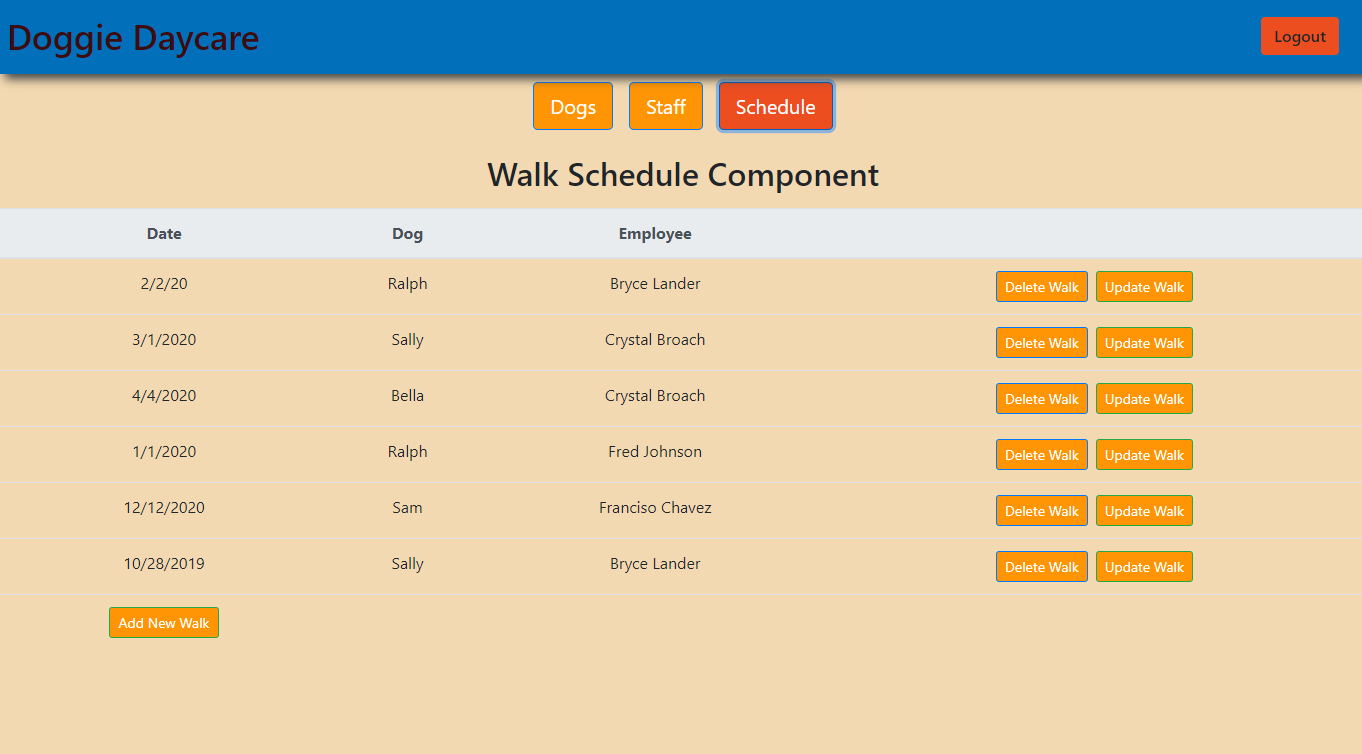 Doggie Daycare Logout
Dogs Staff Schedule
Walk Schedule Component
Date Dog Employee
2/2/20 Ralph Bryce Lander Delete Walk Update Walk
3/1/2020 Sally Crystal Broach Delete Walk Update Walk
4/4/2020 Bella Crystal Broach Delete Walk Update Walk
1/1/2020 Ralph Fred Johnson Delete Walk Update Walk
12/12/2020 Sam Franciso Chavez Delete Walk Update Walk
10/28/2019 Sally Bryce Lander Delete Walk Update Walk
Add New Walk